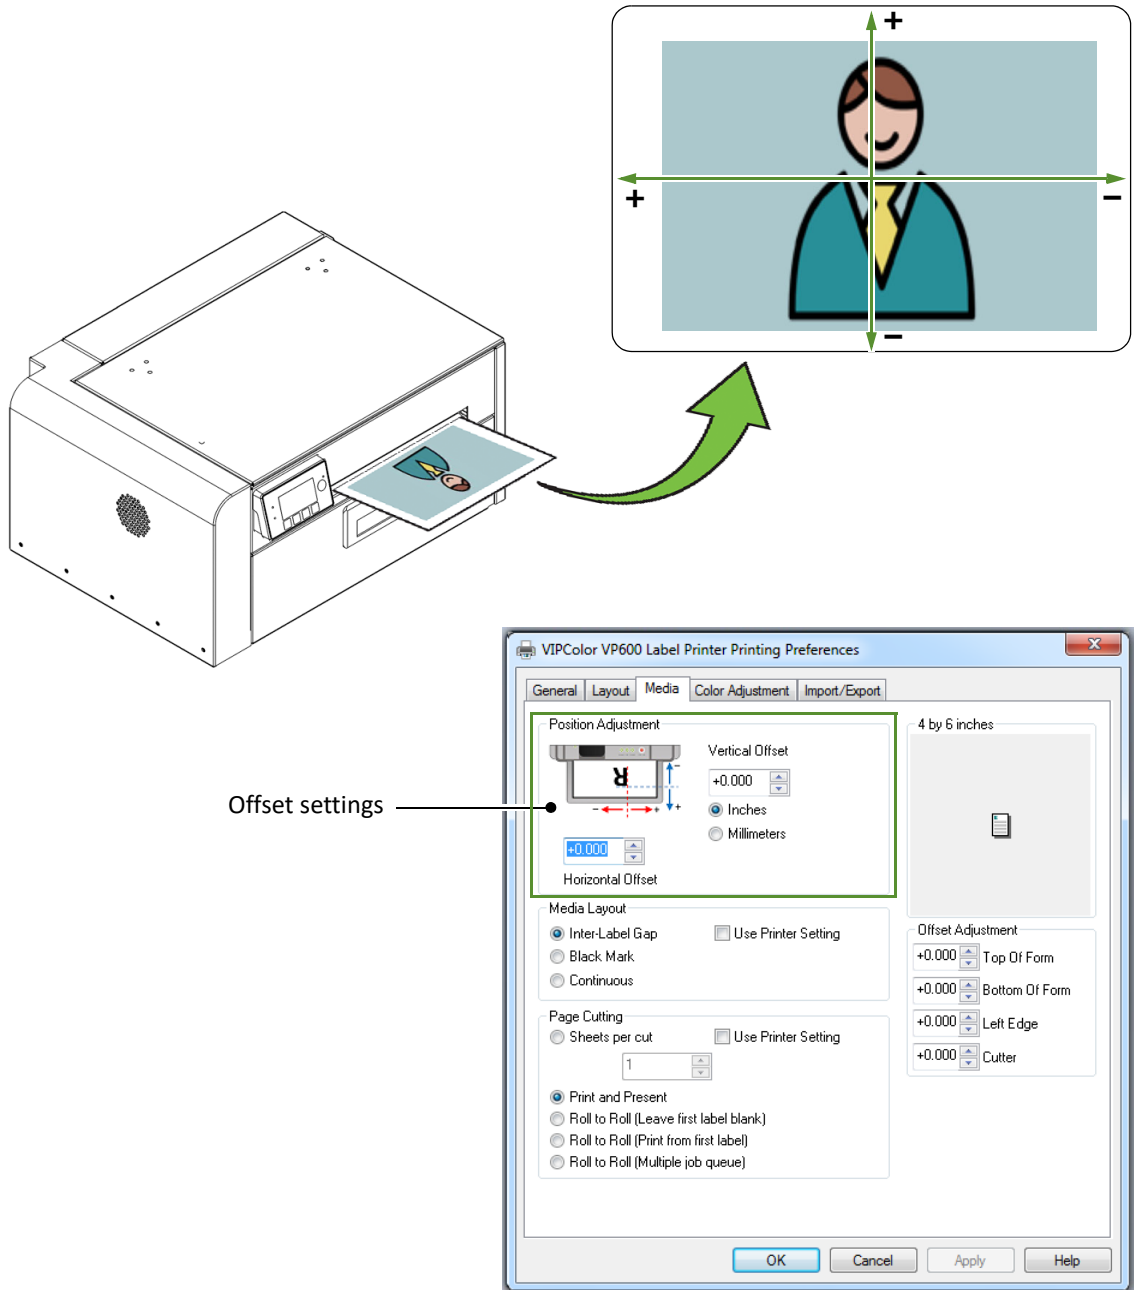 +
+
−
−
VIPColor VP600 Label Printer Printing Preferences
General Layout Media Color Adjustment Import/Export
Position Adjustment
R
−
+
− +
Vertical Offset
+0.000
Inches
Millimeters
+0.000
Horizontal Offset
4 by 6 inches
Offset settings
Media Layout
Inter-Label Gap Use Printer Setting
Black Mark
Continuous
Offset Adjustment
+0.000 Top Of Form
+0.000 Bottom Of Form
+0.000 Left Edge
+0.000 Cutter
Page Cutting
Sheets per cut Use Printer Setting
1
Print and Present
Roll to Roll (Leave first label blank)
Roll to Roll (Print from first label)
Roll to Roll (Multiple job queue)
OK Cancel Apply Help